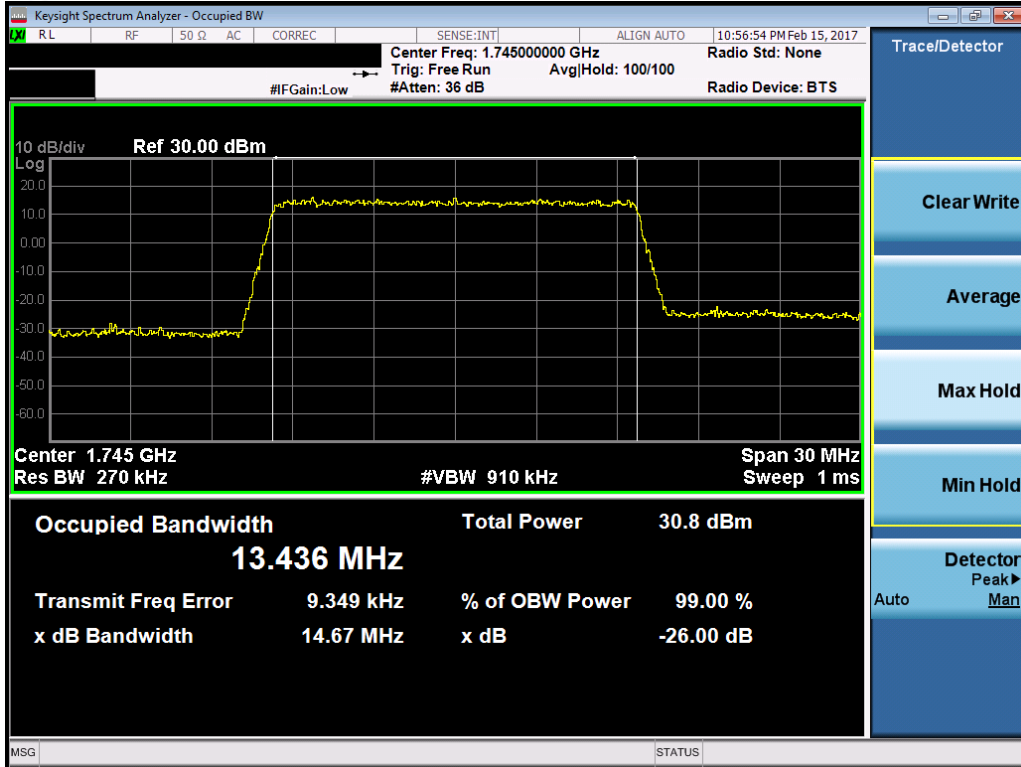 Keysight Spectrum Analyzer - Occupied BW
LXI RL RF 50 Ω AC CORREC SENSE:INT ALIGN AUTO 10:56:54 PM Feb 15, 2017
Center Freq: 1.745000000 GHz Radio Std: None
Trig: Free Run Avg|Hold: 100/100
#IFGain:Low #Atten: 36 dB Radio Device: BTS
10 dB/div Ref 30.00 dBm
Log
20.0
10.0
0.00
-10.0
-20.0
-30.0
-40.0
-50.0
-60.0
Center 1.745 GHz Span 30 MHz
Res BW 270 kHz #VBW 910 kHz Sweep 1 ms
Occupied Bandwidth Total Power 30.8 dBm
13.436 MHz
Transmit Freq Error 9.349 kHz % of OBW Power 99.00 %
x dB Bandwidth 14.67 MHz x dB -26.00 dB
MSG STATUS
Trace/Detector
Clear Write
Average
Max Hold
Min Hold
Detector
Peak▶
Auto Man